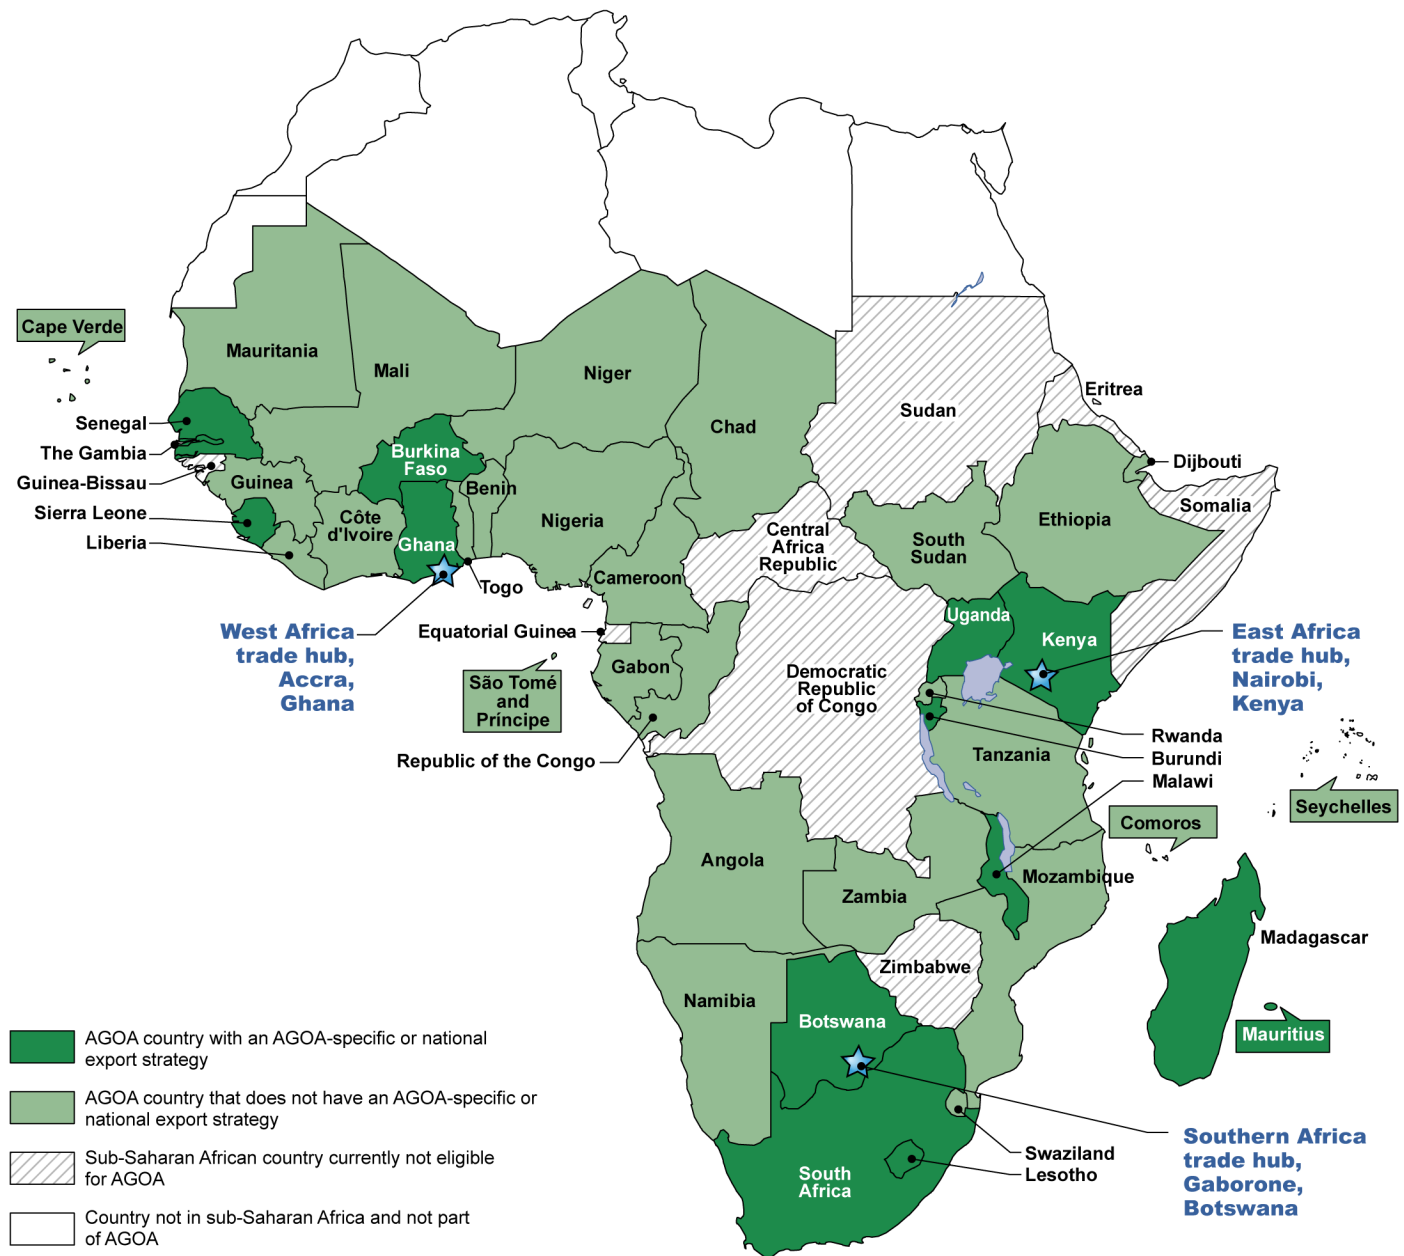 Cape Verde
Mauritania
Mali
Niger
Chad
Sudan
Eritrea
Senegal
The Gambia
Guinea-Bissau
Guinea
Sierra Leone
Liberia
Burkina
Faso
Benin
Côte
d'Ivoire
Ghana
Nigeria
Togo
Cameroon
Central
Africa
Republic
South
Sudan
Ethiopia
Djibouti
Somalia
West Africa
trade hub,
Accra,
Ghana
Equatorial Guinea
São Tomé
and
Príncipe
Gabon
Republic of the Congo
Democratic
Republic
of Congo
Uganda
Kenya
East Africa
trade hub,
Nairobi,
Kenya
Rwanda
Burundi
Malawi
Tanzania
Seychelles
Comoros
Angola
Zambia
Mozambique
Madagascar
Mauritius
Zimbabwe
Namibia
Botswana
South
Africa
Swaziland
Lesotho
Southern Africa
trade hub,
Gaborone,
Botswana
AGOA country with an AGOA-specific or national
export strategy
AGOA country that does not have an AGOA-specific or
national export strategy
Sub-Saharan African country currently not eligible
for AGOA
Country not in sub-Saharan Africa and not part
of AGOA